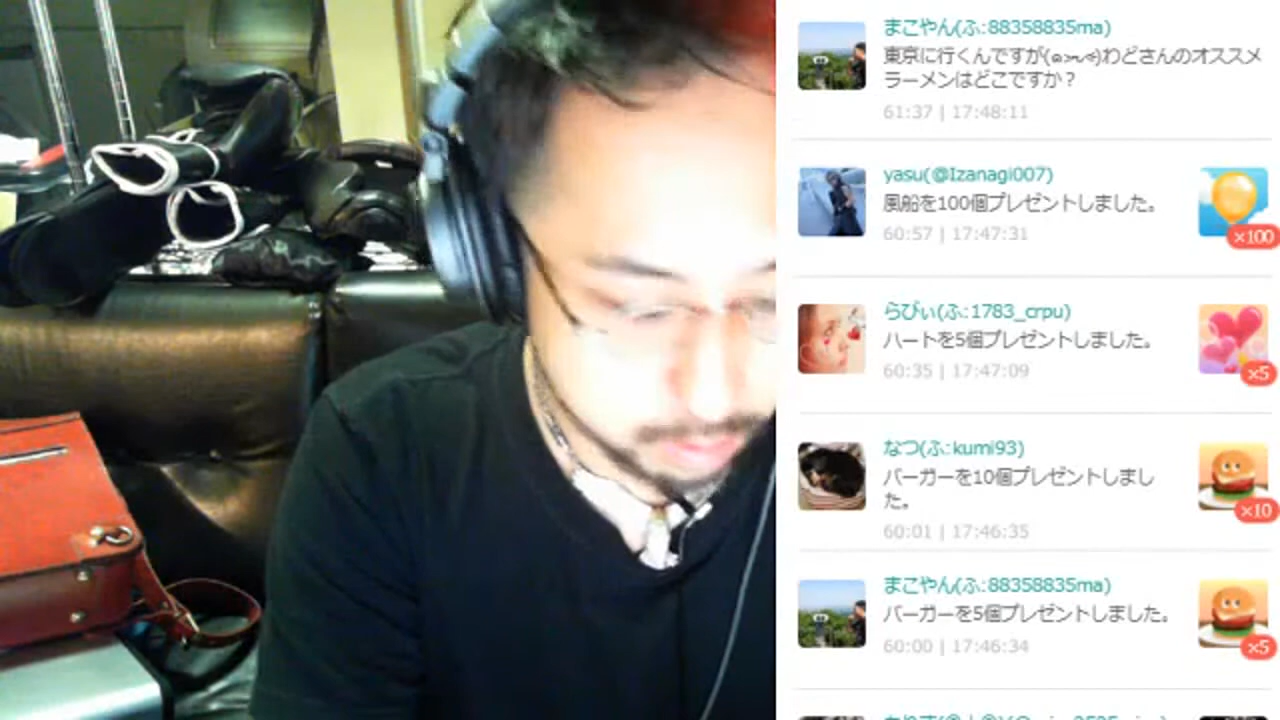 まこやん(ふ:88358835ma)
東京に行くんですが(๑>ᴗ<)わどさんのオススメ
ラーメンはどこですか？
61:37 | 17:48:11
yasu(@Izanagi007)
風船を100個プレゼントしました。
×100
60:57 | 17:47:31
らびぃ(ふ:1783_crpu)
ハートを5個プレゼントしました。
60:35 | 17:47:09
×5
なつ(ふ:kumi93)
バーガーを10個プレゼントしまし
た。
×10
60:01 | 17:46:35
まこやん(ふ:88358835ma)
バーガーを5個プレゼントしました。
60:00 | 17:46:34
×5